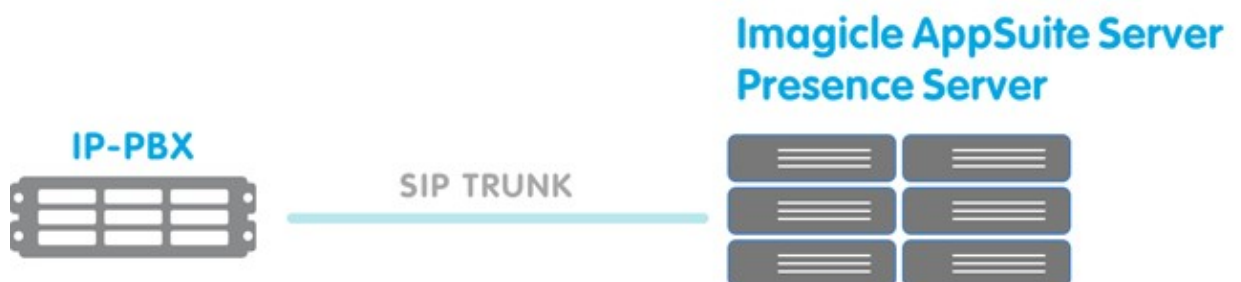 Imagicle AppSuite Server
Presence Server
IP-PBX
SIP TRUNK